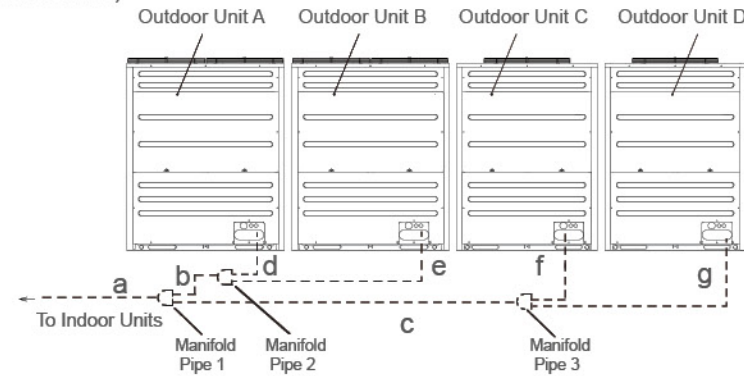 Outdoor Unit A
Outdoor Unit B
Outdoor Unit C
Outdoor Unit D
d
e
f
g
a
b
c
To Indoor Units
Manifold
Pipe 1
Manifold
Pipe 2
Manifold
Pipe 3